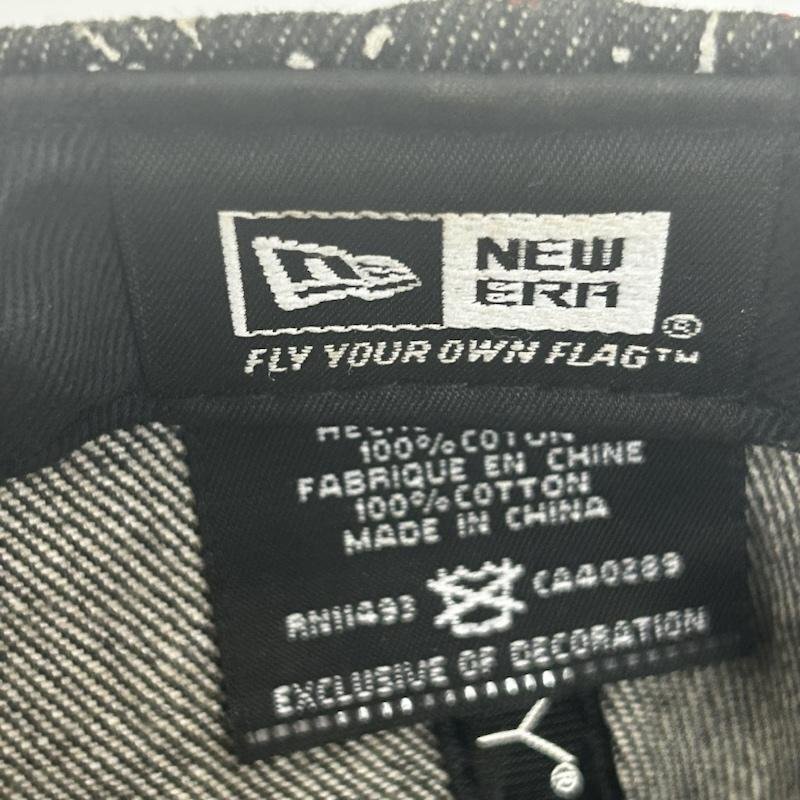 NEW
ERA
®
FLY YOUR OWN FLAG™
100% COTON
FABRIQUE EN CHINE
100% COTTON
MADE IN CHINA
RN11493 CA40289
EXCLUSIVE OF DECORATION